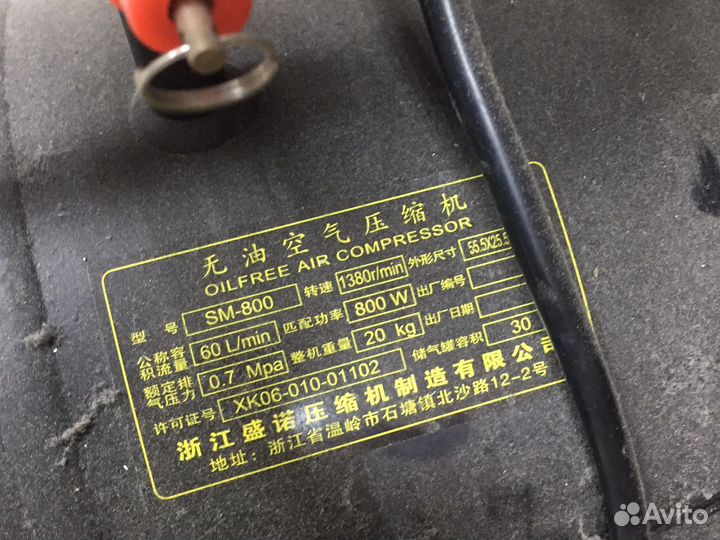 无油空气压缩机
OILFREE AIR COMPRESSOR
型 号 SM-800 转速 1380r/min 外形尺寸 55.5X25.5
公称容积流量 60 L/min 匹配功率 800 W 出厂编号
额定排气压力 0.7 Mpa 整机重量 20 kg 出厂日期
许可证号 XK06-010-01102 储气罐容积 30
浙江盛诺压缩机制造有限公司
地址：浙江省温岭市石塘镇北沙路12-2号
Avito